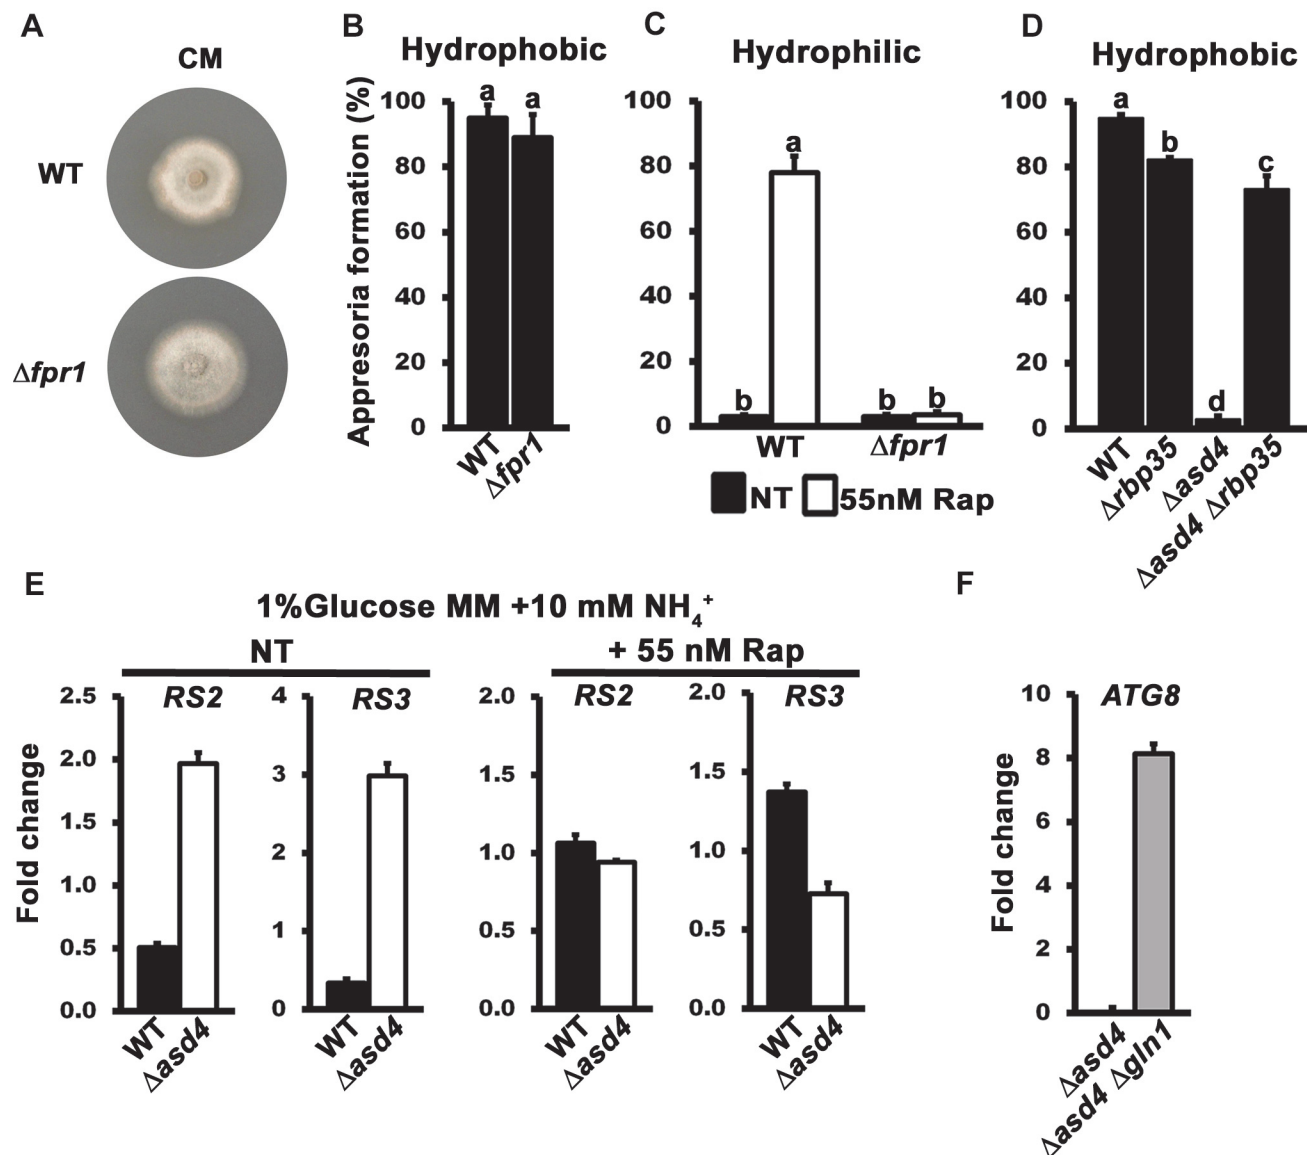 A
CM
WT
Δfpr1
B
Hydrophobic
Appresoria formation (%)
100
80
60
40
20
0
a a
WT
Δfpr1
C
Hydrophilic
100
80
60
40
20
0
b a b b
WT Δfpr1
NT 55nM Rap
D
Hydrophobic
100
80
60
40
20
0
a b d c
WT
Δrbp35
Δasd4
Δasd4 Δrbp35
E
1%Glucose MM +10 mM NH4+
NT
+ 55 nM Rap
Fold change
RS2
2.5
2.0
1.5
1.0
0.5
0.0
WT
Δasd4
RS3
4
3
2
1
0
WT
Δasd4
RS2
2.0
1.5
1.0
0.5
0.0
WT
Δasd4
RS3
2.0
1.5
1.0
0.5
0.0
WT
Δasd4
F
ATG8
Fold change
10
8
6
4
2
0
Δasd4
Δasd4 Δgln1